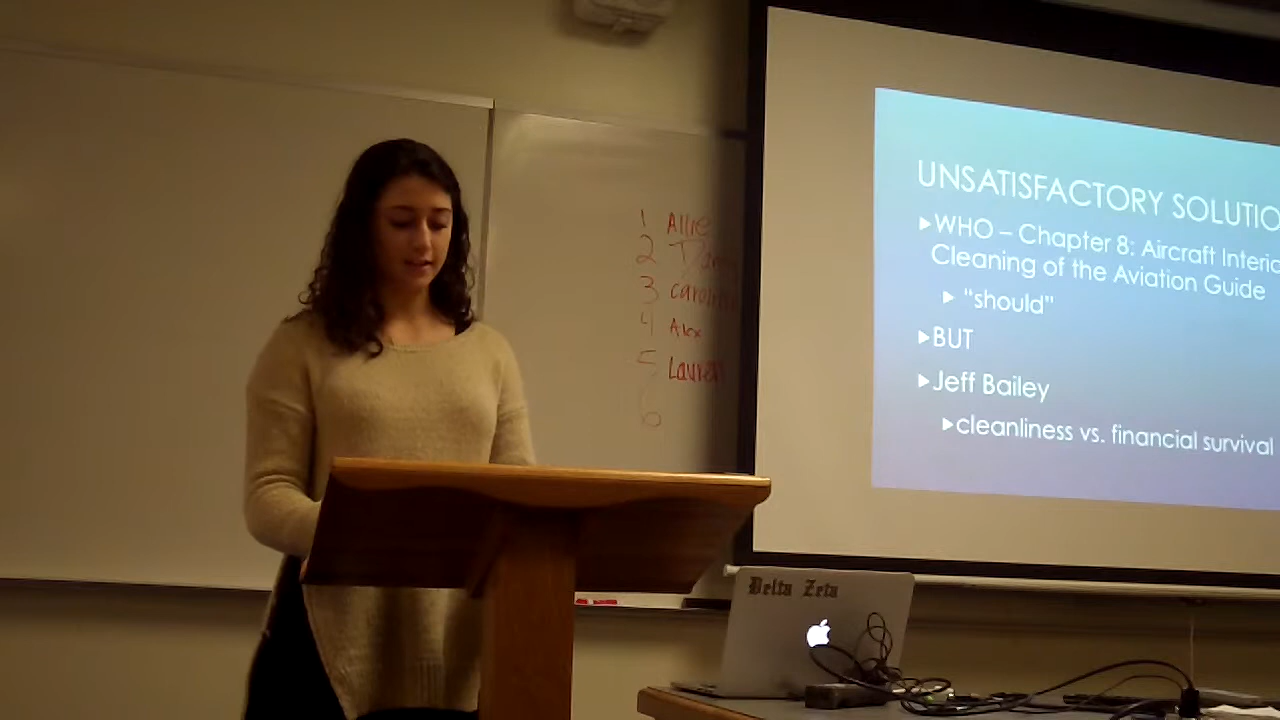 1 Allie
2
3
4 Alex
5 Lauren
6
UNSATISFACTORY SOLUTIO
WHO – Chapter 8: Aircraft Interio
Cleaning of the Aviation Guide
"should"
BUT
Jeff Bailey
cleanliness vs. financial survival
Delta Zeta